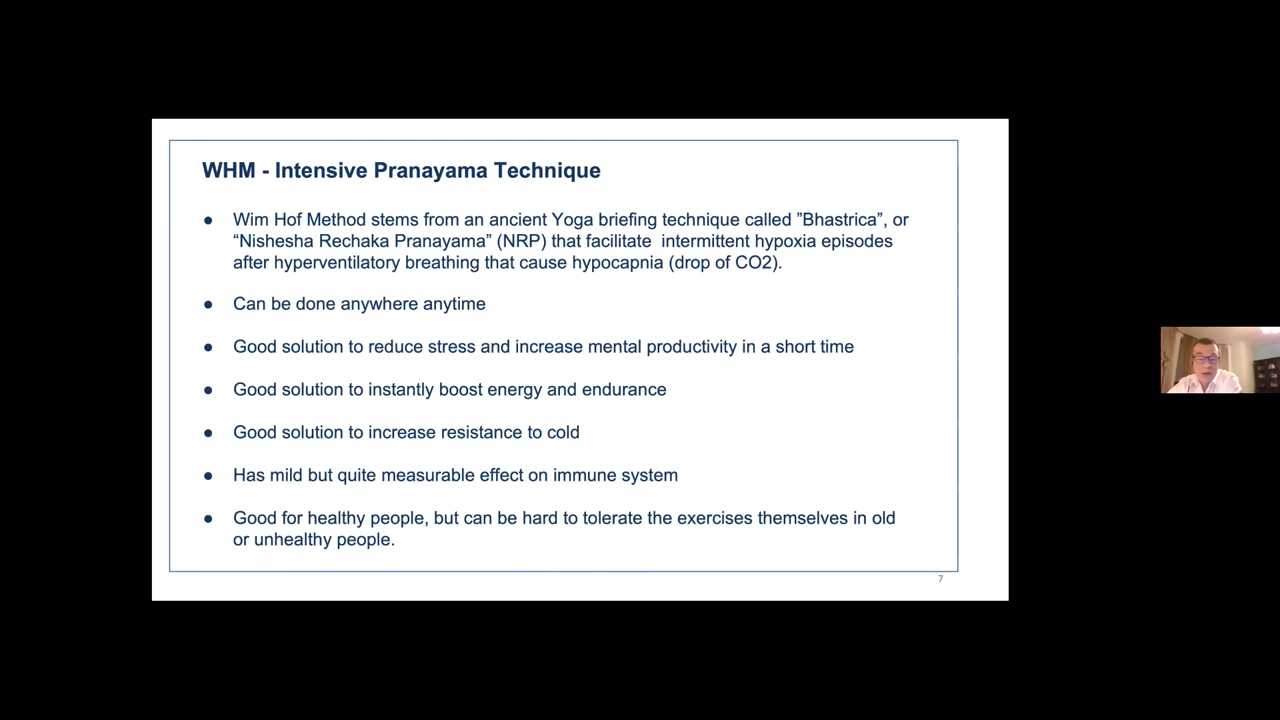 WHM - Intensive Pranayama Technique
● Wim Hof Method stems from an ancient Yoga briefing technique called ”Bhastrica”, or
“Nishesha Rechaka Pranayama” (NRP) that facilitate  intermittent hypoxia episodes
after hyperventilatory breathing that cause hypocapnia (drop of CO2).
● Can be done anywhere anytime
● Good solution to reduce stress and increase mental productivity in a short time
● Good solution to instantly boost energy and endurance
● Good solution to increase resistance to cold
● Has mild but quite measurable effect on immune system
● Good for healthy people, but can be hard to tolerate the exercises themselves in old
or unhealthy people.
7